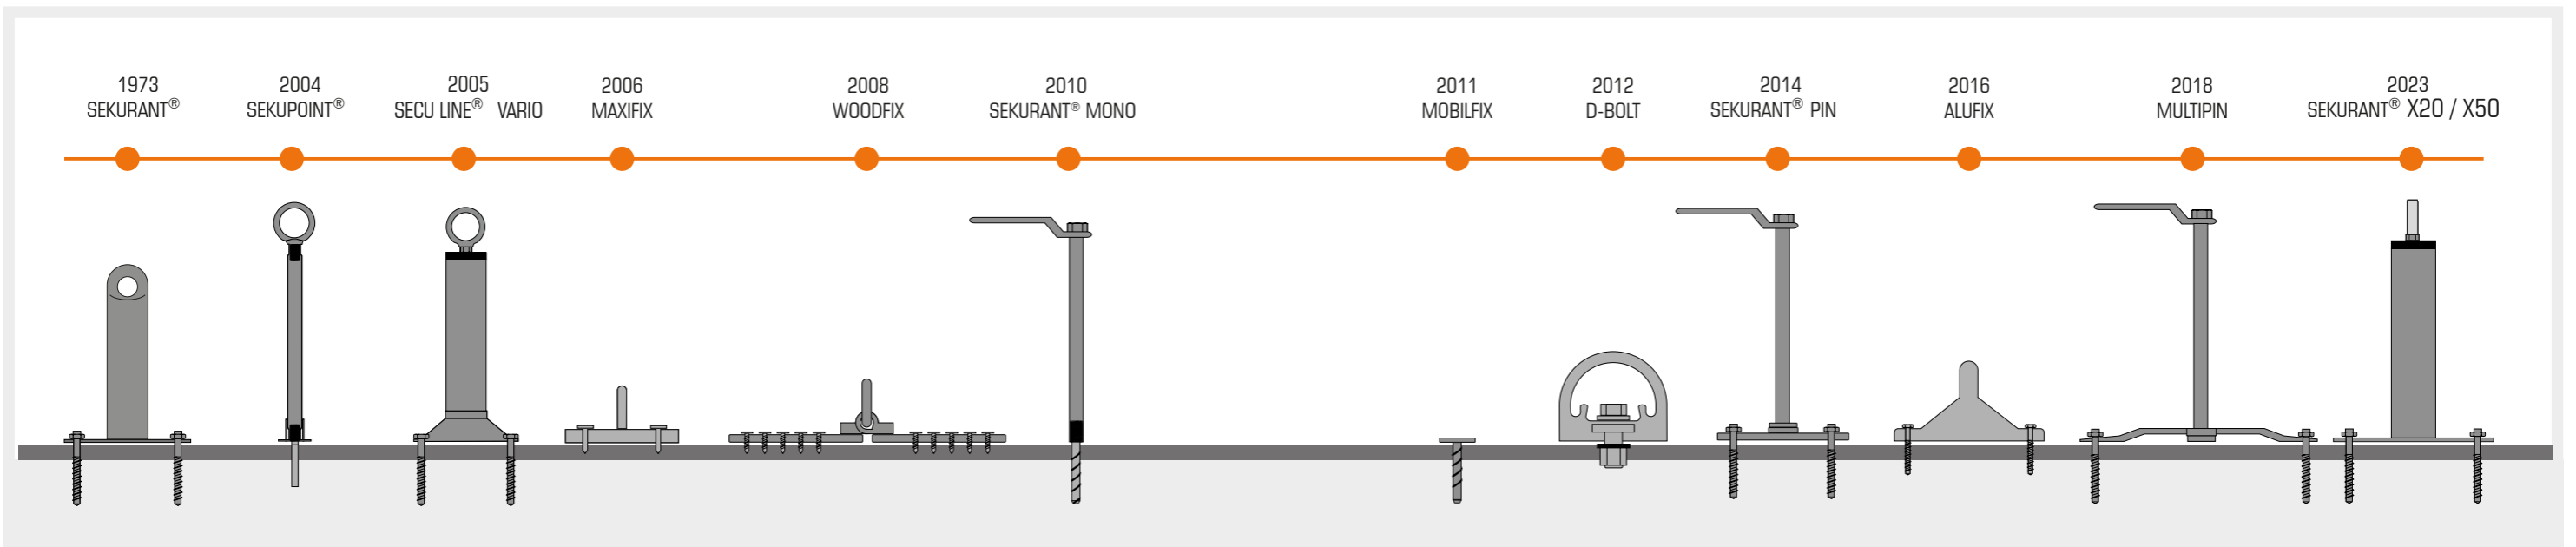 1973
SEKURANT®
2004
SEKUPOINT®
2005
SECU LINE® VARIO
2006
MAXIFIX
2008
WOODFIX
2010
SEKURANT® MONO
2011
MOBILFIX
2012
D-BOLT
2014
SEKURANT® PIN
2016
ALUFIX
2018
MULTIPIN
2023
SEKURANT® X20 / X50